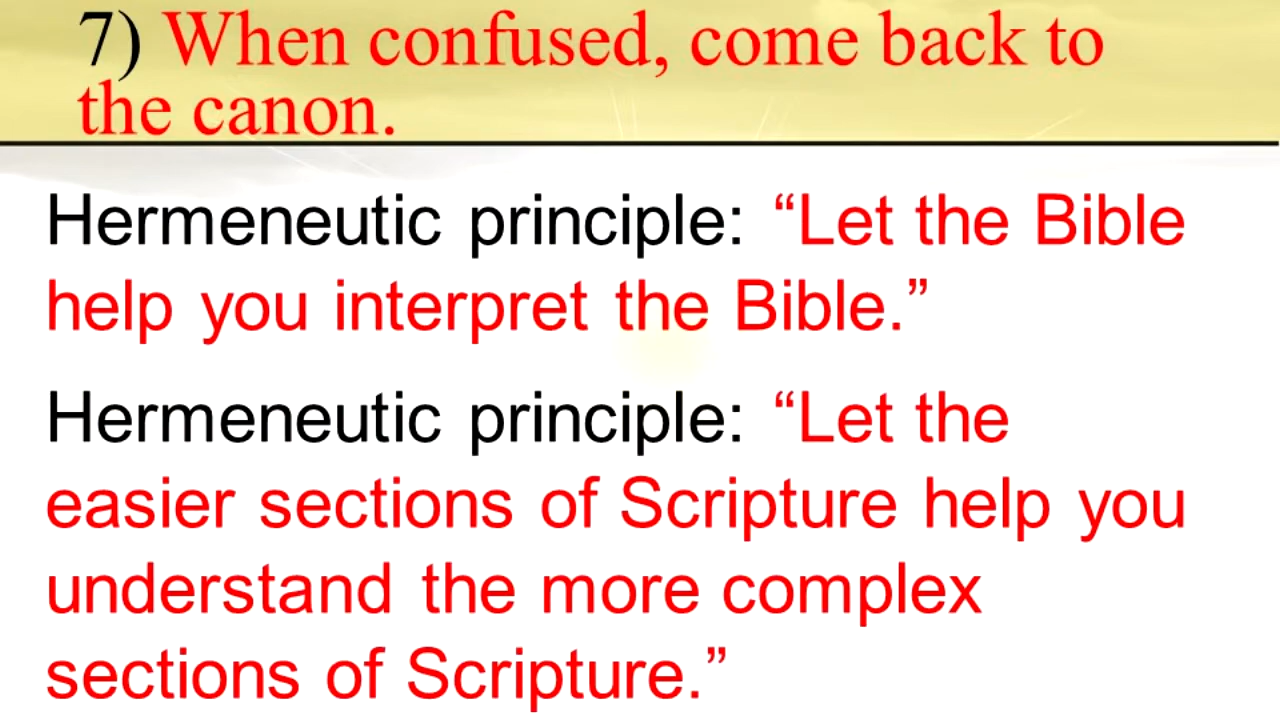 7) When confused, come back to
the canon.
Hermeneutic principle: “Let the Bible
help you interpret the Bible.”
Hermeneutic principle: “Let the
easier sections of Scripture help you
understand the more complex
sections of Scripture.”